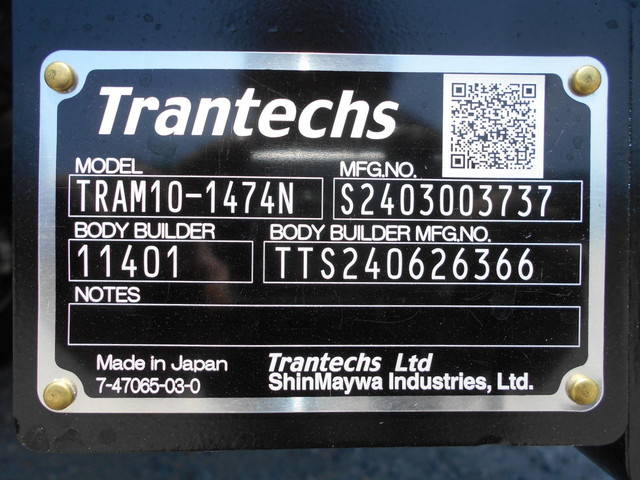 Trantechs
MODEL MFG.NO.
TRAM10-1474N S2403003737
BODY BUILDER BODY BUILDER MFG.NO.
11401 TTS240626366
NOTES
Made in Japan Trantechs Ltd
7-47065-03-0 ShinMaywa Industries, Ltd.